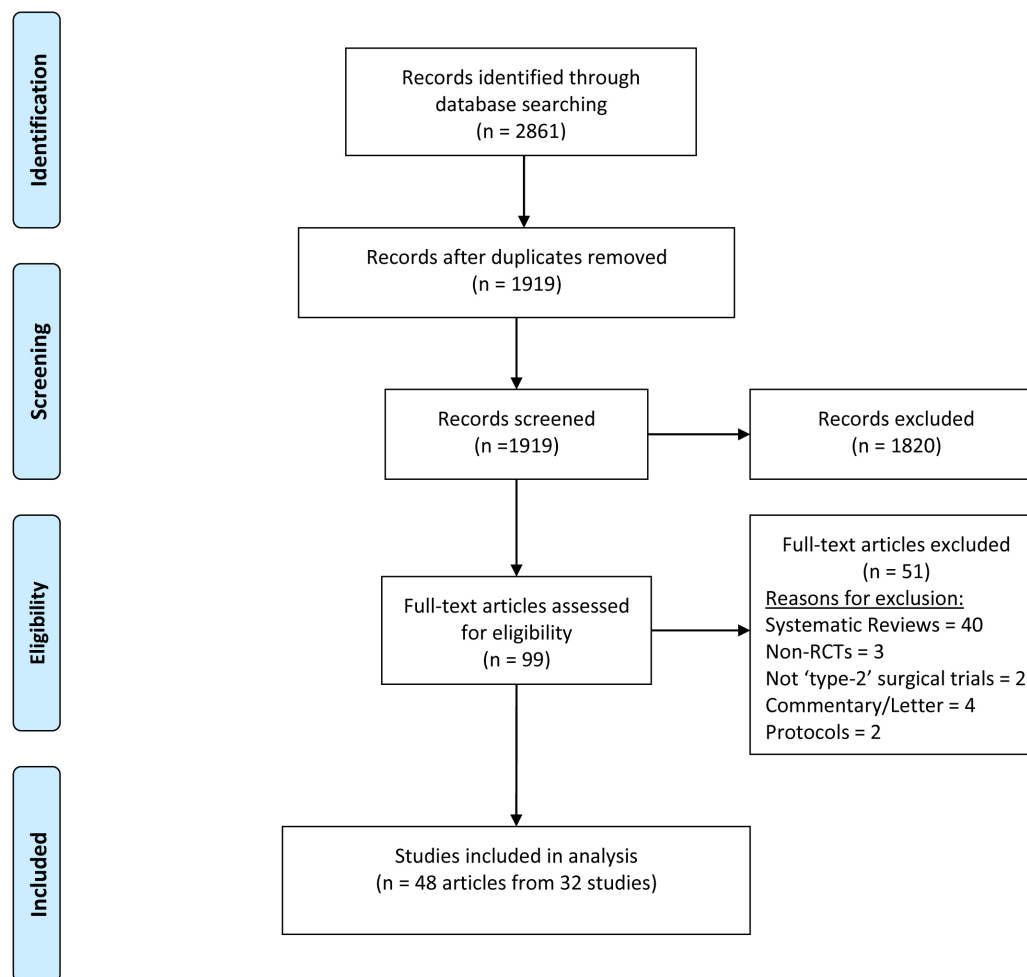 Identification
Records identified through
database searching
(n = 2861)
Records after duplicates removed
(n = 1919)
Screening
Records screened
(n =1919)
Records excluded
(n = 1820)
Eligibility
Full-text articles assessed
for eligibility
(n = 99)
Full-text articles excluded
(n = 51)
Reasons for exclusion:
Systematic Reviews = 40
Non-RCTs = 3
Not ‘type-2’ surgical trials = 2
Commentary/Letter = 4
Protocols = 2
Included
Studies included in analysis
(n = 48 articles from 32 studies)